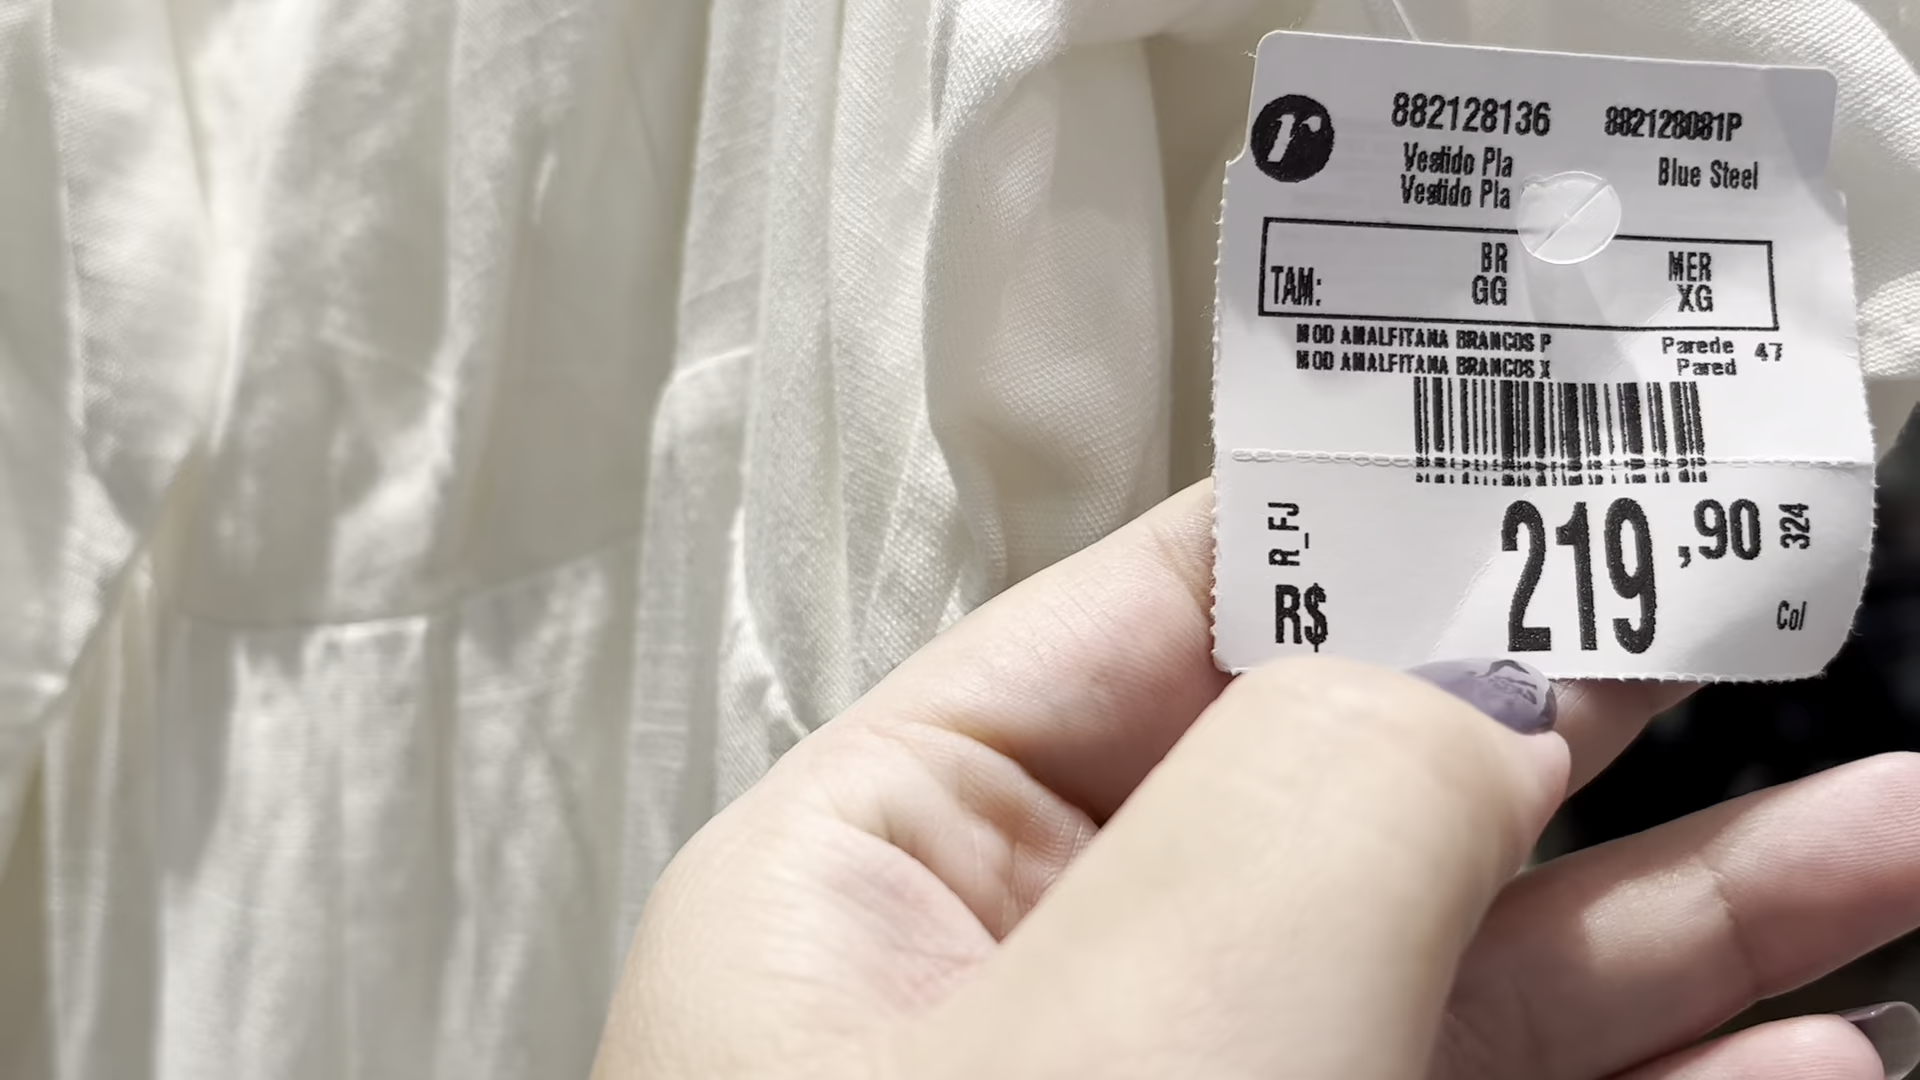 r
882128136 882128081P
Vestido Pla Blue Steel
Vestido Pla
BR MER
TAM: GG XG
MOD AMALFITANA BRANCOS P Parede 47
MOD AMALFITANA BRANCOS X Pared
R_FJ
R$ 219,90
324
Col